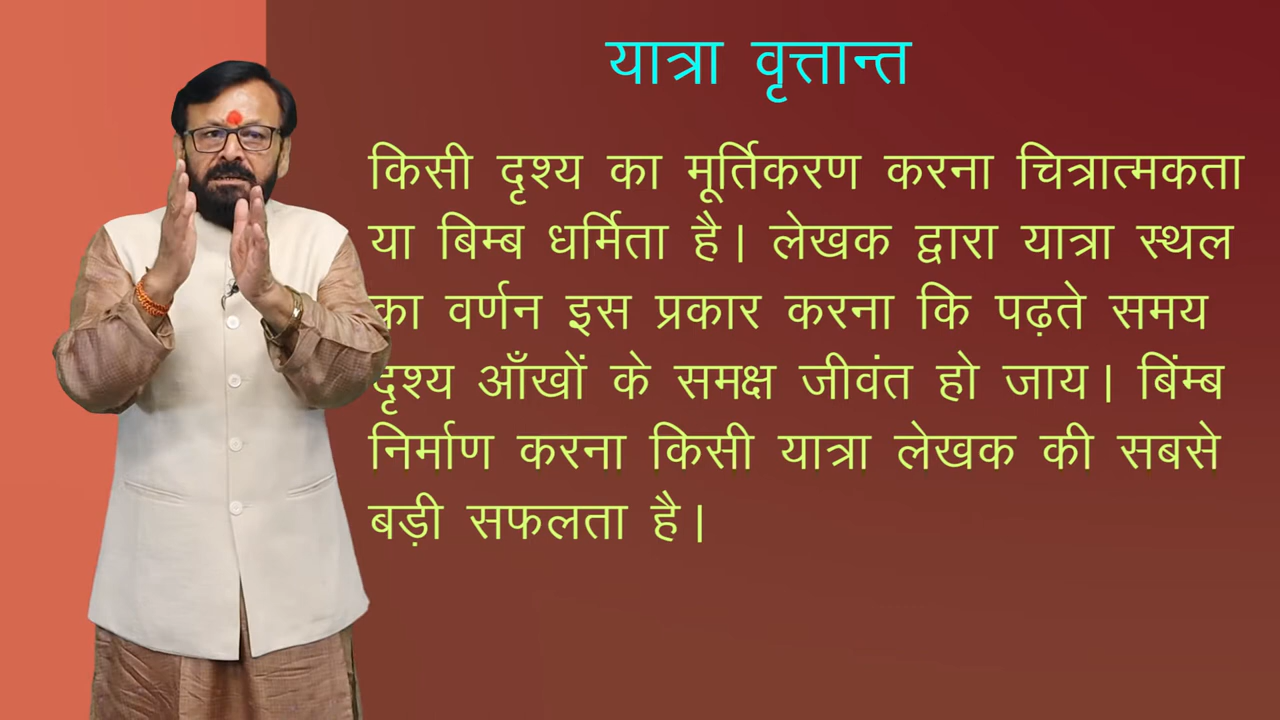 यात्रा वृत्तान्त
किसी दृश्य का मूर्तिकरण करना चित्रात्मकता
या बिम्ब धर्मिता है। लेखक द्वारा यात्रा स्थल
का वर्णन इस प्रकार करना कि पढ़ते समय
दृश्य आँखों के समक्ष जीवंत हो जाय। बिंम्ब
निर्माण करना किसी यात्रा लेखक की सबसे
बड़ी सफलता है।